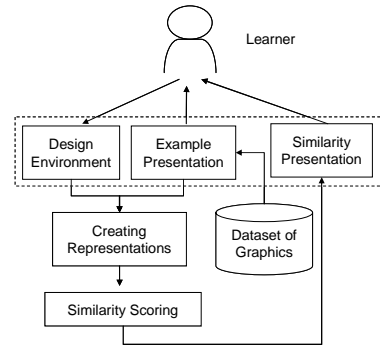 Learner
Design
Environment
Example
Presentation
Similarity
Presentation
Creating
Representations
Dataset of
Graphics
Similarity Scoring